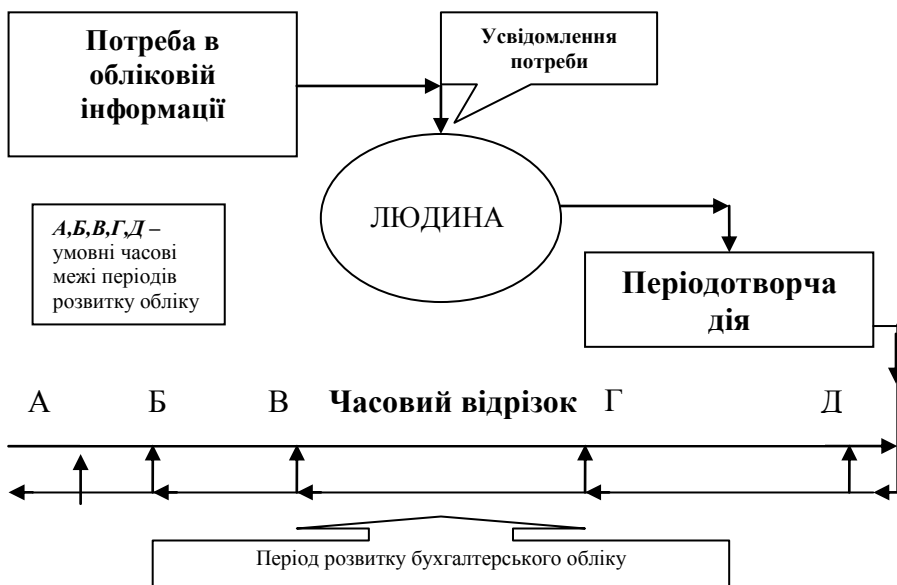 Потреба в
обліковій
інформації
Усвідомлення
потреби
ЛЮДИНА
А,Б,В,Г,Д –
умовні часові
межі періодів
розвитку обліку
Періодотворча
дія
А Б В Часовий відрізок Г Д
Період розвитку бухгалтерського обліку